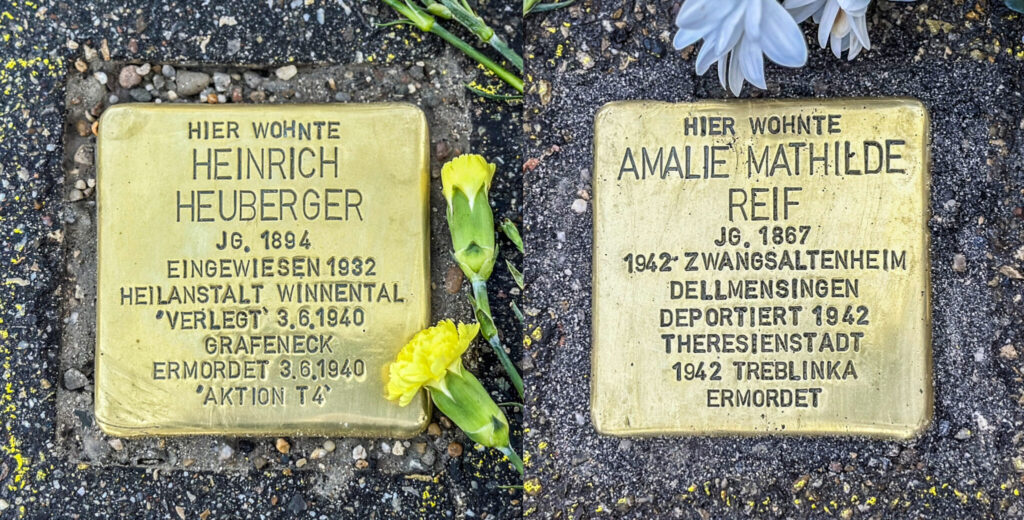 HIER WOHNTE
HEINRICH
HEUBERGER
JG. 1894
EINGEWIESEN 1932
HEILANSTALT WINNENTAL
'VERLEGT' 3.6.1940
GRAFENECK
ERMORDET 3.6.1940
'AKTION T4'
HIER WOHNTE
AMALIE MATHILDE
REIF
JG. 1867
1942 ZWANGSALTENHEIM
DELLMENSINGEN
DEPORTIERT 1942
THERESIENSTADT
1942 TREBLINKA
ERMORDET